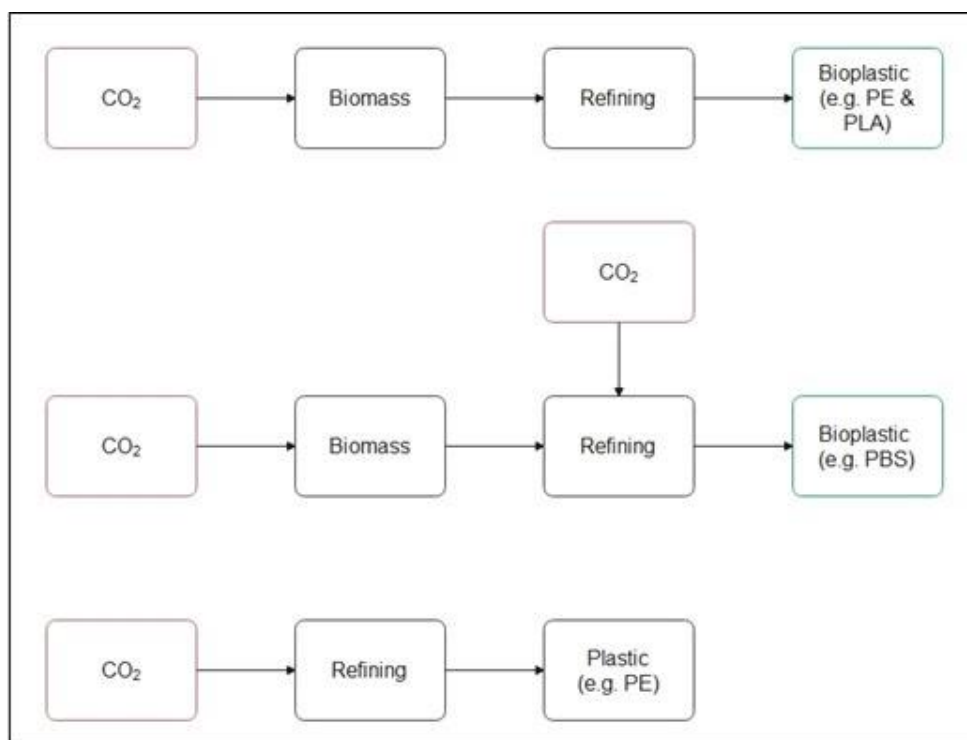 CO₂
Biomass
Refining
Bioplastic
(e.g. PE &
PLA)
CO₂
CO₂
Biomass
Refining
Bioplastic
(e.g. PBS)
CO₂
Refining
Plastic
(e.g. PE)